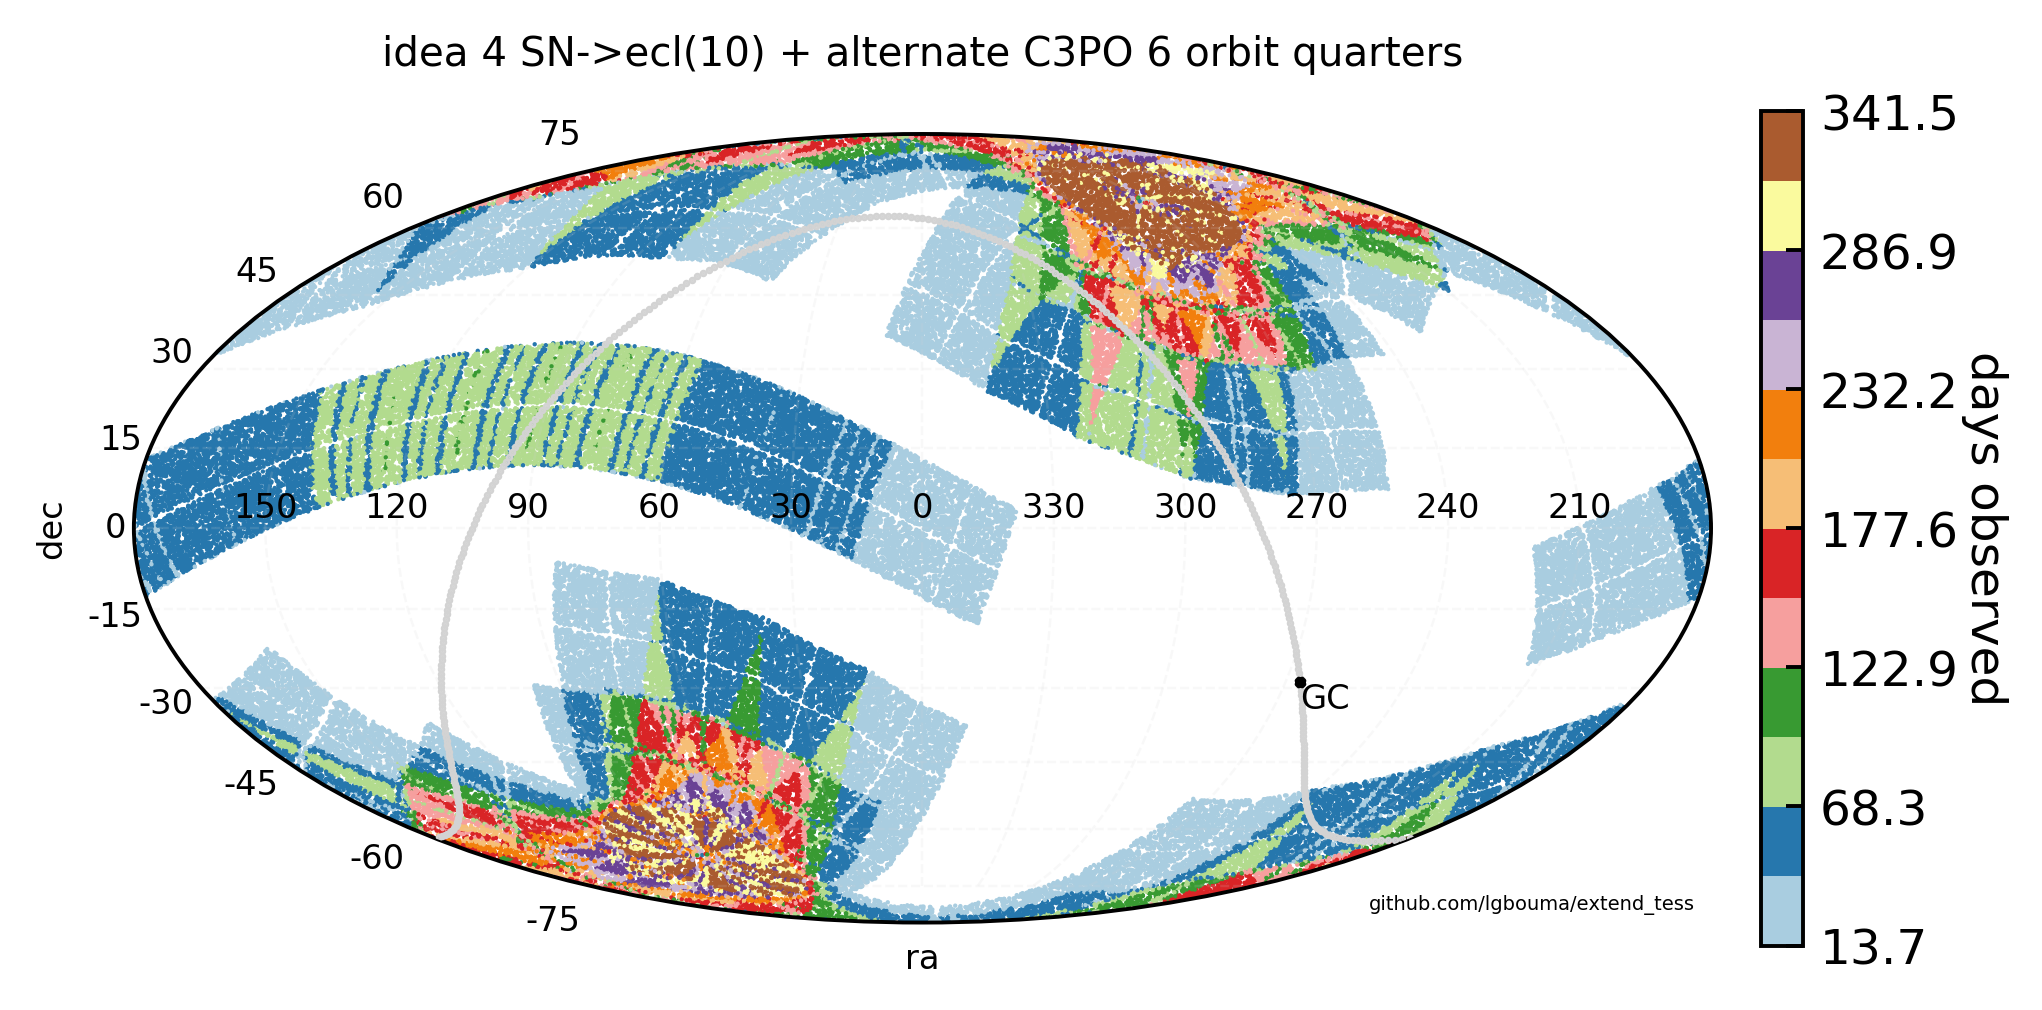 idea 4 SN->ecl(10) + alternate C3PO 6 orbit quarters
75
60
45
30
15
0
-15
-30
-45
-60
-75
dec
150 120 90 60 30 0 330 300 270 240 210
GC
github.com/lgbouma/extend_tess
ra
341.5
286.9
232.2
177.6
122.9
68.3
13.7
days observed